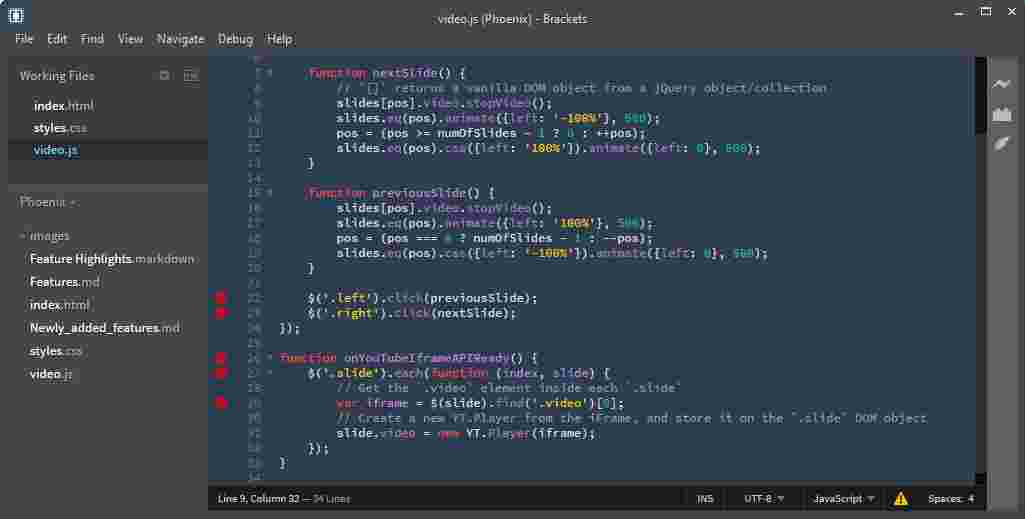 video.js (Phoenix) - Brackets
File Edit Find View Navigate Debug Help
Working Files
index.html
styles.css
video.js
Phoenix
images
Feature Highlights.markdown
Features.md
index.html
Newly_added_features.md
styles.css
video.js
7 function nextSlide() {
8 // `[]` returns a vanilla DOM object from a jQuery object/collection
9 slides[pos].video.stopVideo();
10 slides.eq(pos).animate({left: '-100%'}, 500);
11 pos = (pos >= numOfSlides - 1 ? 0 : ++pos);
12 slides.eq(pos).css({left: '100%'}).animate({left: 0}, 500);
13 }
14
15 function previousSlide() {
16 slides[pos].video.stopVideo();
17 slides.eq(pos).animate({left: '100%'}, 500);
18 pos = (pos === 0 ? numOfSlides - 1 : --pos);
19 slides.eq(pos).css({left: '-100%'}).animate({left: 0}, 500);
20 }
21
22 $('.left').click(previousSlide);
23 $('.right').click(nextSlide);
24 });
25
26 function onYouTubeIframeAPIReady() {
27 $('.slide').each(function (index, slide) {
28 // Get the `.video` element inside each `.slide`
29 var iframe = $(slide).find('.video')[0];
30 // Create a new YT.Player from the iFrame, and store it on the `.slide` DOM object
31 slide.video = new YT.Player(iframe);
32 });
33 }
34
Line 9, Column 33 — 34 Lines
INS UTF-8 JavaScript Spaces: 4